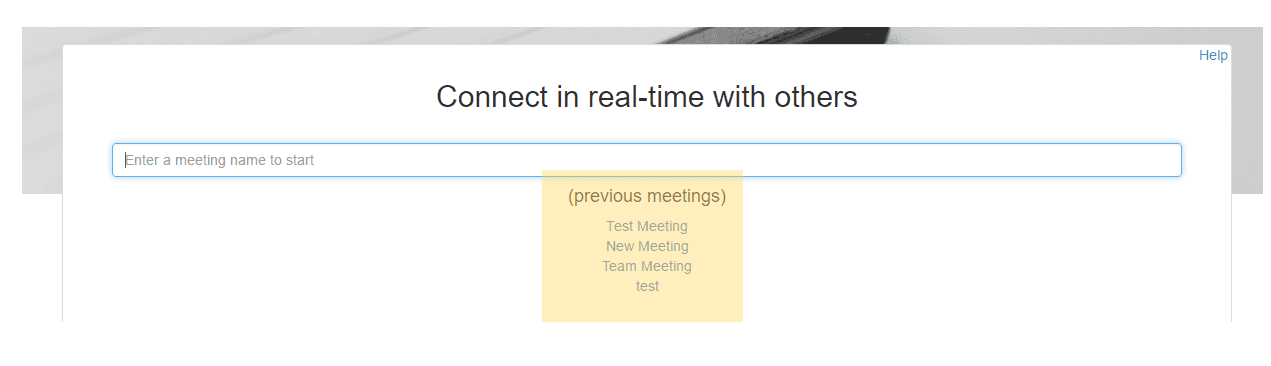 Help
Connect in real-time with others
Enter a meeting name to start
(previous meetings)
Test Meeting
New Meeting
Team Meeting
test